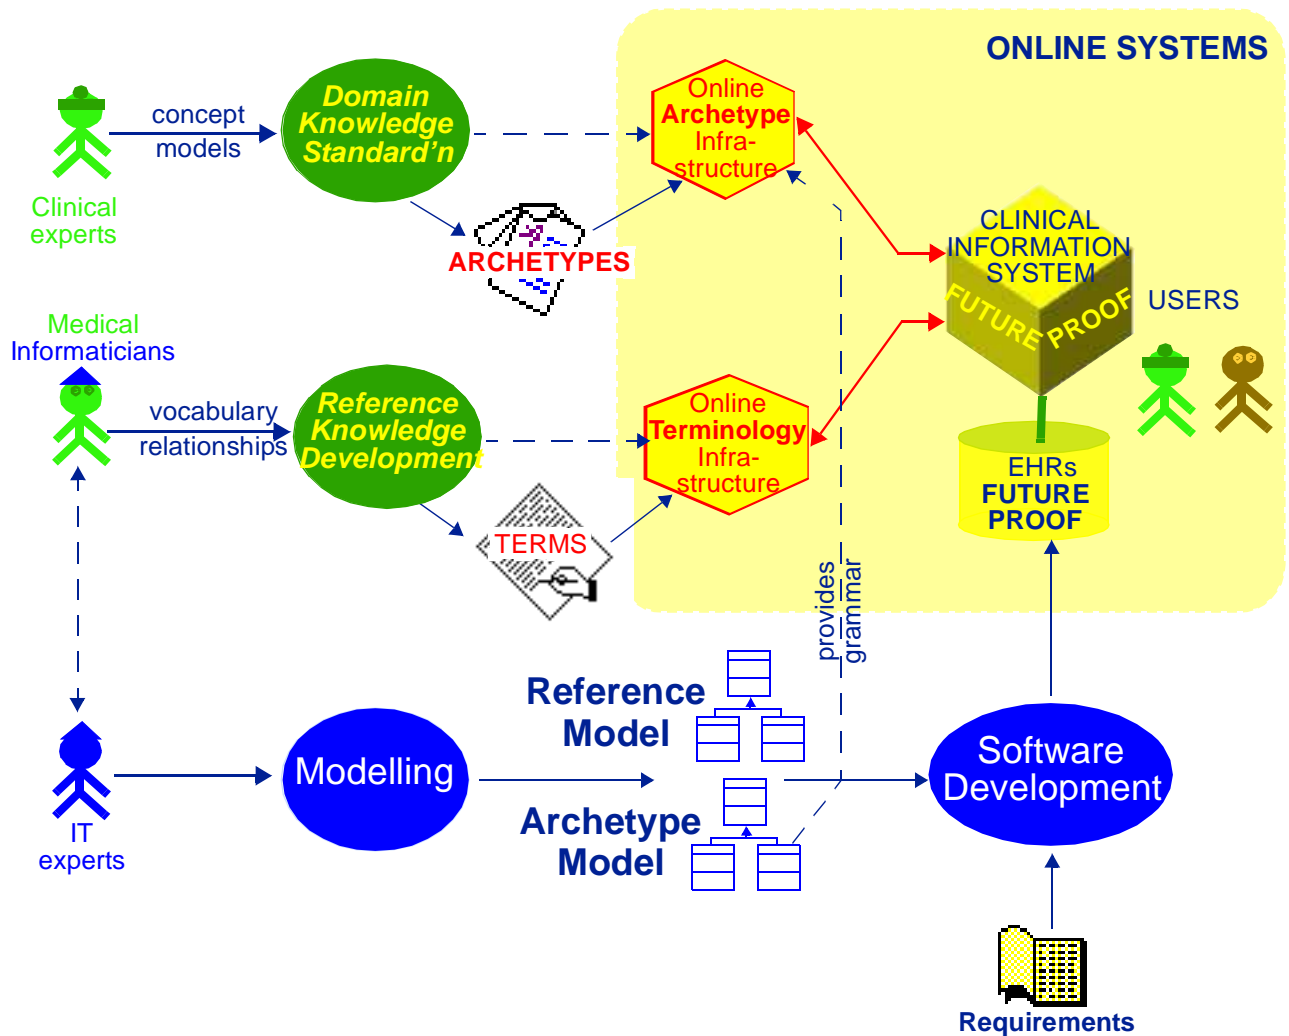 ONLINE SYSTEMS
concept
models
Clinical
experts
Domain
Knowledge
Standard'n
Online
Archetype
Infra-
structure
ARCHETYPES
CLINICAL
INFORMATION
SYSTEM
FUTURE PROOF
USERS
Medical
Informaticians
vocabulary
relationships
Reference
Knowledge
Development
Online
Terminology
Infra-
structure
TERMS
EHRs
FUTURE
PROOF
provides
grammar
Reference
Model
Modelling
Archetype
Model
Software
Development
IT
experts
Requirements